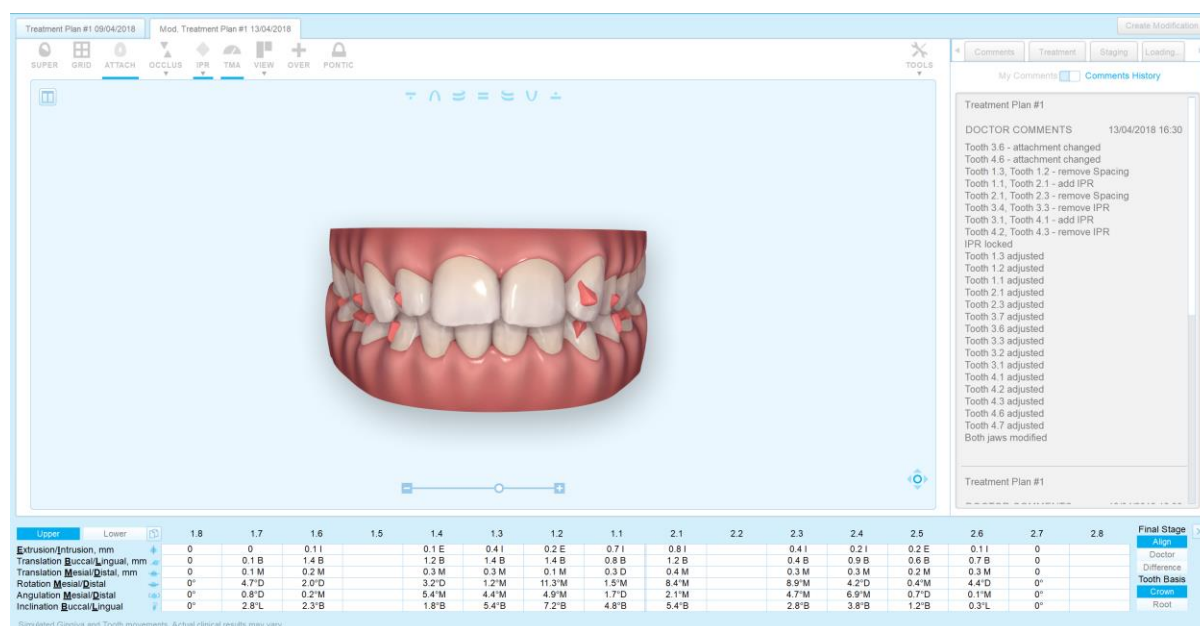 Treatment Plan #1 09/04/2018 Mod. Treatment Plan #1 13/04/2018 Create Modification
SUPER GRID ATTACH OCCLUS IPR TMA VIEW OVER PONTIC TOOLS
Comments Treatment Staging Loading...
My Comments Comments History
Treatment Plan #1
DOCTOR COMMENTS 13/04/2018 16:30
Tooth 3.6 - attachment changed
Tooth 4.6 - attachment changed
Tooth 1.3, Tooth 1.2 - remove Spacing
Tooth 1.1, Tooth 2.1 - add IPR
Tooth 2.1, Tooth 2.3 - remove Spacing
Tooth 3.4, Tooth 3.3 - remove IPR
Tooth 3.1, Tooth 4.1 - add IPR
Tooth 4.2, Tooth 4.3 - remove IPR
IPR locked
Tooth 1.3 adjusted
Tooth 1.2 adjusted
Tooth 1.1 adjusted
Tooth 2.1 adjusted
Tooth 2.3 adjusted
Tooth 3.7 adjusted
Tooth 3.6 adjusted
Tooth 3.3 adjusted
Tooth 3.2 adjusted
Tooth 3.1 adjusted
Tooth 4.1 adjusted
Tooth 4.2 adjusted
Tooth 4.3 adjusted
Tooth 4.6 adjusted
Tooth 4.7 adjusted
Both jaws modified
Treatment Plan #1
Upper Lower 1.8 1.7 1.6 1.5 1.4 1.3 1.2 1.1 2.1 2.2 2.3 2.4 2.5 2.6 2.7 2.8 Final Stage
Extrusion/Intrusion, mm 0 0 0.1 I 0.1 E 0.4 I 0.2 E 0.7 I 0.8 I 0.4 I 0.2 I 0.2 E 0.1 I 0 Align
Translation Buccal/Lingual, mm 0 0.1 B 1.4 B 1.2 B 1.4 B 1.4 B 0.8 B 1.2 B 0.4 B 0.9 B 0.6 B 0.7 B 0 Doctor
Translation Mesial/Distal, mm 0 0.1 M 0.2 M 0.3 M 0.3 M 0.1 M 0.3 D 0.4 M 0.3 M 0.3 M 0.2 M 0.3 M 0 Difference
Rotation Mesial/Distal 0° 4.7°D 2.0°D 3.2°D 1.2°M 11.3°M 1.5°M 8.4°M 8.9°M 4.2°D 0.4°M 4.4°D 0° Tooth Basis
Angulation Mesial/Distal 0° 0.8°D 0.2°M 5.4°M 4.4°M 4.9°M 1.7°D 2.1°M 4.7°M 6.9°M 0.7°D 0.1°M 0° Crown
Inclination Buccal/Lingual 0° 2.8°L 2.3°B 1.8°B 5.4°B 7.2°B 4.8°B 5.4°B 2.8°B 3.8°B 1.2°B 0.3°L 0° Root
Simulated Gingiva and Tooth movements. Actual clinical results may vary.